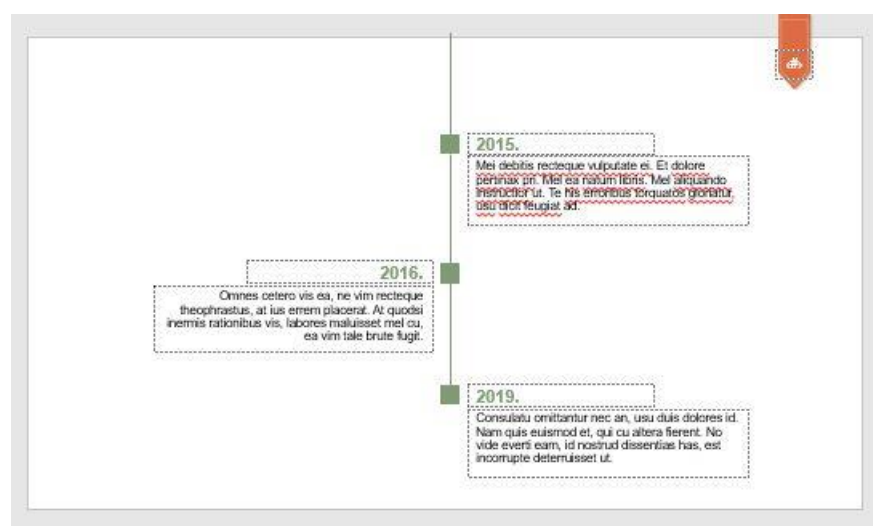 2015.
Mei debitis recteque vulputate ei. Et dolore
pertinax pri. Mel ea natum libris. Mel aliquando
instructior ut. Te his erroribus torquatos gloriatur,
usu dicit feugiat ad.
2016.
Omnes cetero vis ea, ne vim recteque
theophrastus, at ius errem placerat. At quodsi
inermis rationibus vis, labores maluisset mel cu,
ea vim tale brute fugit.
2019.
Consulatu omittantur nec an, usu duis dolores id.
Nam quis euismod et, qui cu altera fierent. No
vide everti eam, id nostrud dissentias has, est
incorrupte deterruisset ut.